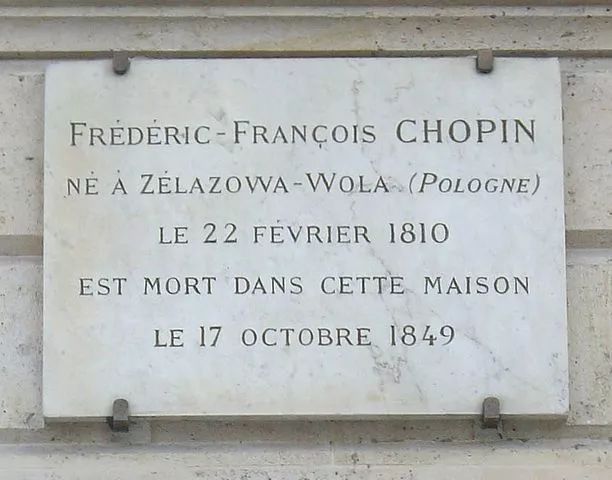 FRÉDÉRIC-FRANÇOIS CHOPIN
NÉ À ZÉLAZOWA-WOLA (POLOGNE)
LE 22 FÉVRIER 1810
EST MORT DANS CETTE MAISON
LE 17 OCTOBRE 1849